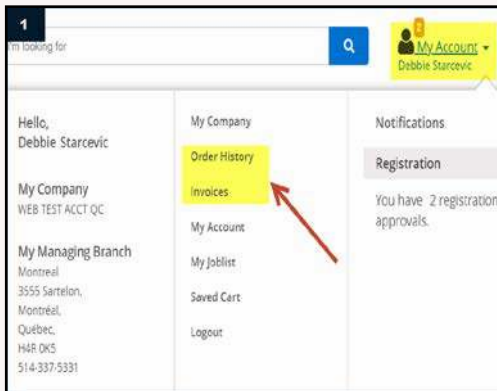 1
I'm looking for
2
My Account
Debbie Starcevic
Hello,
Debbie Starcevic
My Company
WEB TEST ACCT QC
My Managing Branch
Montreal
3555 Sartelon,
Montréal,
Québec,
H4R 0K5
514-337-5331
My Company
Order History
Invoices
My Account
My Joblist
Saved Cart
Logout
Notifications
Registration
You have 2 registration
approvals.